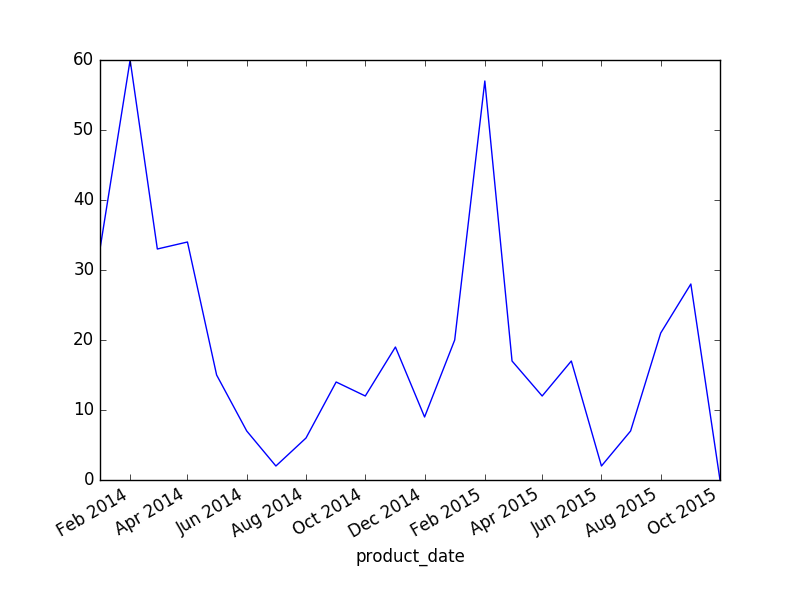 60
50
40
30
20
10
0
Feb 2014
Apr 2014
Jun 2014
Aug 2014
Oct 2014
Dec 2014
Feb 2015
Apr 2015
Jun 2015
Aug 2015
Oct 2015
product_date